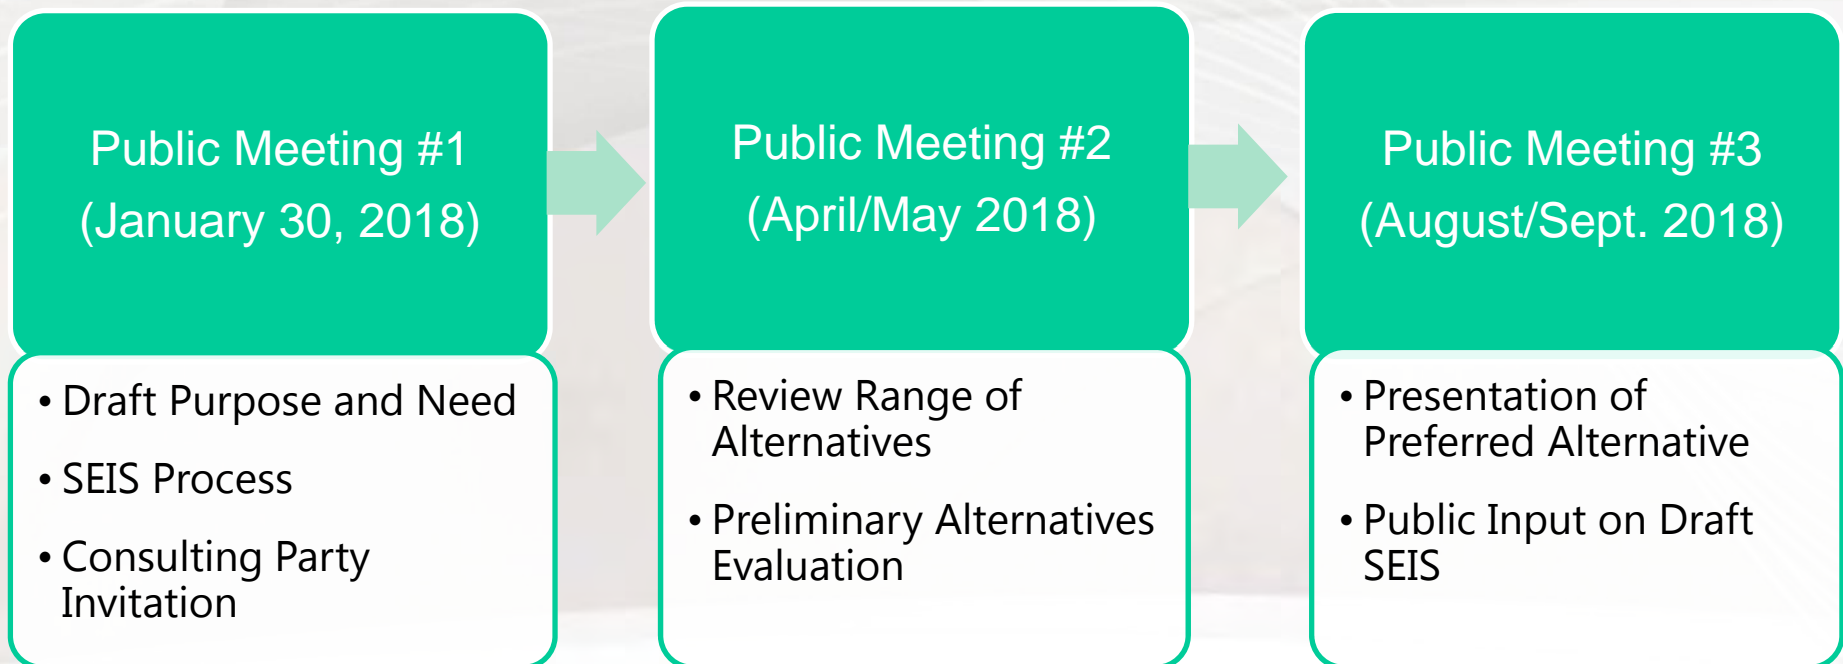 Public Meeting #1
(January 30, 2018)
• Draft Purpose and Need
• SEIS Process
• Consulting Party
Invitation
Public Meeting #2
(April/May 2018)
• Review Range of
Alternatives
• Preliminary Alternatives
Evaluation
Public Meeting #3
(August/Sept. 2018)
• Presentation of
Preferred Alternative
• Public Input on Draft
SEIS